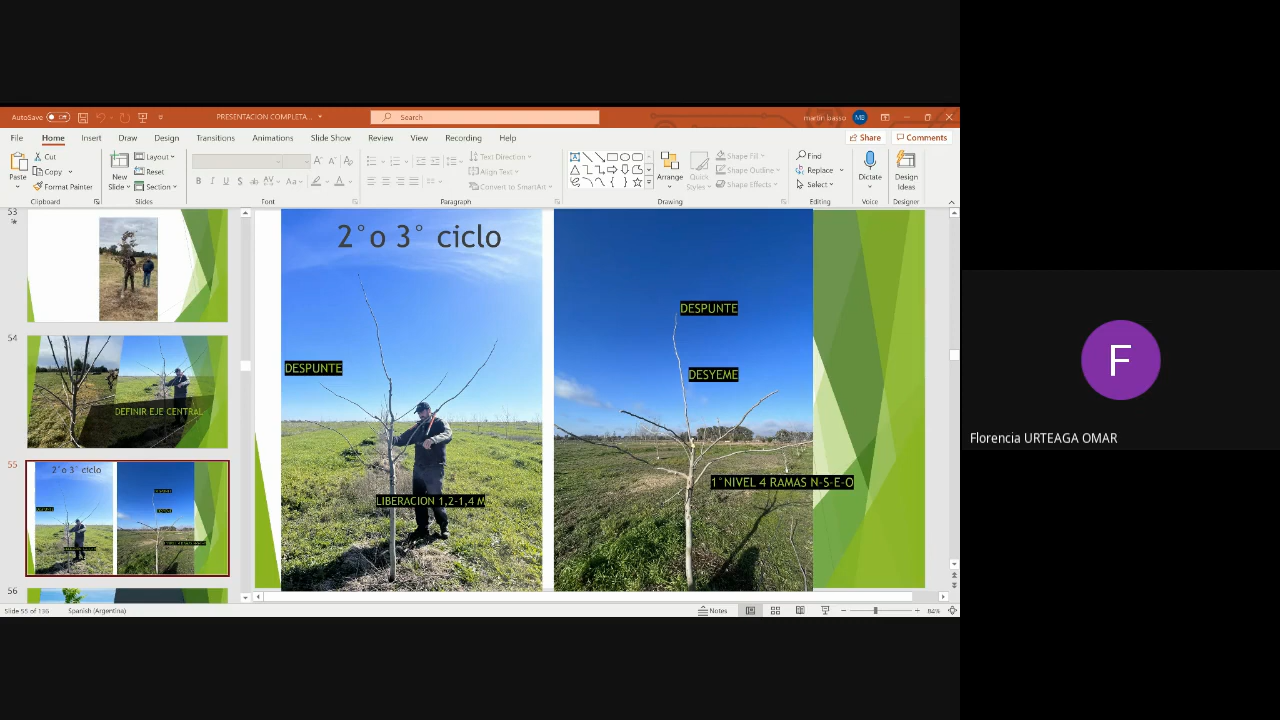 AutoSave
Off
PRESENTACION COMPLETA...
Search
martin basso
MB
File Home Insert Draw Design Transitions Animations Slide Show Review View Recording Help
Share
Comments
Paste
Cut
Copy
Format Painter
Clipboard
New
Slide
Layout
Reset
Section
Slides
Font
Text Direction
Align Text
Convert to SmartArt
Paragraph
Arrange
Quick
Styles
Shape Fill
Shape Outline
Shape Effects
Drawing
Find
Replace
Select
Editing
Dictate
Voice
Design
Ideas
Designer
53
54
DEFINIR EJE CENTRAL
55
2°o 3° ciclo
56
2°o 3° ciclo
DESPUNTE
LIBERACION 1,2-1,4 M
DESPUNTE
DESYEME
1°NIVEL 4 RAMAS N-S-E-O
Slide 55 of 136
Spanish (Argentina)
Notes
84%
F
Florencia URTEAGA OMAR